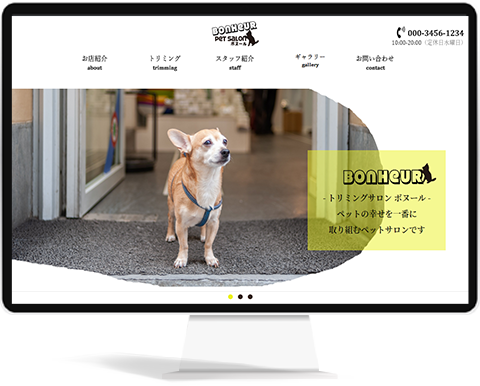 BONHEUR
PET SALON
ボヌール
000-3456-1234
10:00-20:00 (定休日水曜日)
お店紹介 トリミング スタッフ紹介 ギャラリー お問い合わせ
about trimming staff gallery contact
BONHEUR
- トリミングサロン ボヌール -
ペットの幸せを一番に
取り組むペットサロンです